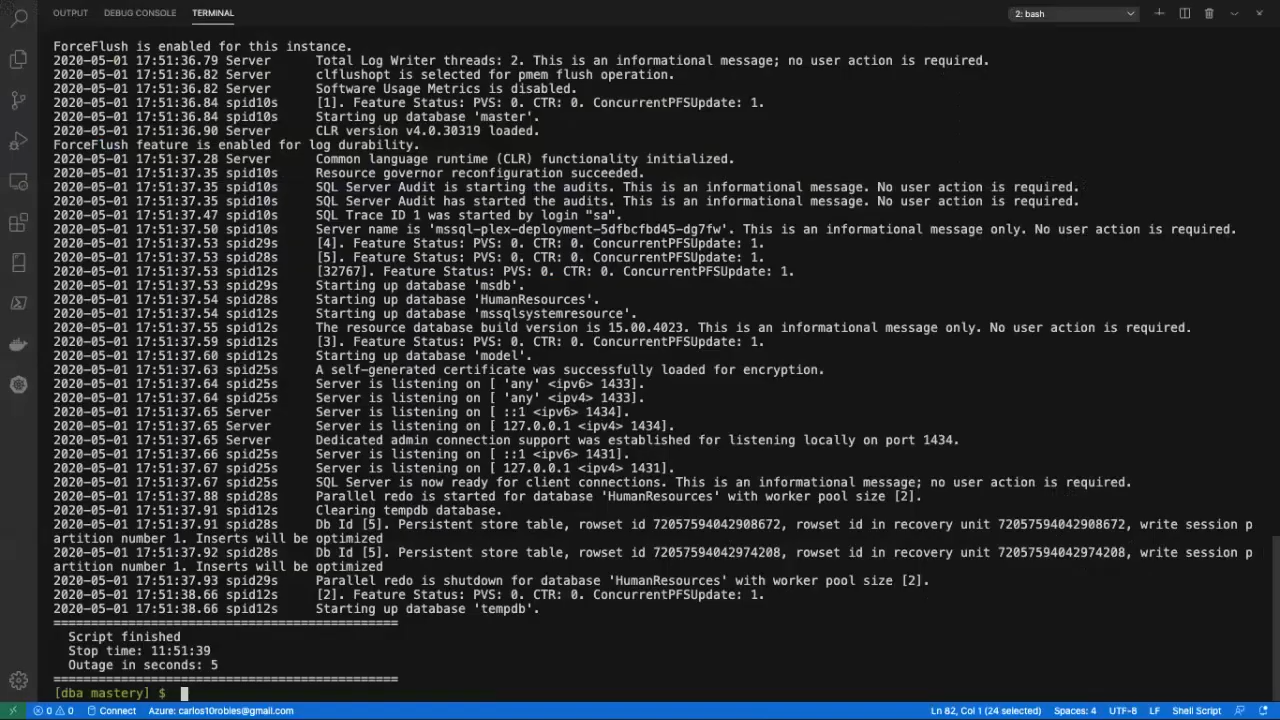 OUTPUT DEBUG CONSOLE TERMINAL 2: bash
ForceFlush is enabled for this instance.
2020-05-01 17:51:36.79 Server Total Log Writer threads: 2. This is an informational message; no user action is required.
2020-05-01 17:51:36.82 Server clflushopt is selected for pmem flush operation.
2020-05-01 17:51:36.82 Server Software Usage Metrics is disabled.
2020-05-01 17:51:36.84 spid10s [1]. Feature Status: PVS: 0. CTR: 0. ConcurrentPFSUpdate: 1.
2020-05-01 17:51:36.84 spid10s Starting up database 'master'.
2020-05-01 17:51:36.90 Server CLR version v4.0.30319 loaded.
ForceFlush feature is enabled for log durability.
2020-05-01 17:51:37.28 Server Common language runtime (CLR) functionality initialized.
2020-05-01 17:51:37.35 spid10s Resource governor reconfiguration succeeded.
2020-05-01 17:51:37.35 spid10s SQL Server Audit is starting the audits. This is an informational message. No user action is required.
2020-05-01 17:51:37.35 spid10s SQL Server Audit has started the audits. This is an informational message. No user action is required.
2020-05-01 17:51:37.47 spid10s SQL Trace ID 1 was started by login "sa".
2020-05-01 17:51:37.50 spid10s Server name is 'mssql-plex-deployment-5dfbcfbd45-dg7fw'. This is an informational message only. No user action is required.
2020-05-01 17:51:37.53 spid29s [4]. Feature Status: PVS: 0. CTR: 0. ConcurrentPFSUpdate: 1.
2020-05-01 17:51:37.53 spid28s [5]. Feature Status: PVS: 0. CTR: 0. ConcurrentPFSUpdate: 1.
2020-05-01 17:51:37.53 spid12s [32767]. Feature Status: PVS: 0. CTR: 0. ConcurrentPFSUpdate: 1.
2020-05-01 17:51:37.53 spid29s Starting up database 'msdb'.
2020-05-01 17:51:37.54 spid28s Starting up database 'HumanResources'.
2020-05-01 17:51:37.54 spid12s Starting up database 'mssqlsystemresource'.
2020-05-01 17:51:37.55 spid12s The resource database build version is 15.00.4023. This is an informational message only. No user action is required.
2020-05-01 17:51:37.59 spid12s [3]. Feature Status: PVS: 0. CTR: 0. ConcurrentPFSUpdate: 1.
2020-05-01 17:51:37.60 spid12s Starting up database 'model'.
2020-05-01 17:51:37.63 spid25s A self-generated certificate was successfully loaded for encryption.
2020-05-01 17:51:37.64 spid25s Server is listening on [ 'any' <ipv6> 1433].
2020-05-01 17:51:37.64 spid25s Server is listening on [ 'any' <ipv4> 1433].
2020-05-01 17:51:37.65 Server Server is listening on [ ::1 <ipv6> 1434].
2020-05-01 17:51:37.65 Server Server is listening on [ 127.0.0.1 <ipv4> 1434].
2020-05-01 17:51:37.65 Server Dedicated admin connection support was established for listening locally on port 1434.
2020-05-01 17:51:37.66 spid25s Server is listening on [ ::1 <ipv6> 1431].
2020-05-01 17:51:37.67 spid25s Server is listening on [ 127.0.0.1 <ipv4> 1431].
2020-05-01 17:51:37.67 spid25s SQL Server is now ready for client connections. This is an informational message; no user action is required.
2020-05-01 17:51:37.88 spid28s Parallel redo is started for database 'HumanResources' with worker pool size [2].
2020-05-01 17:51:37.91 spid12s Clearing tempdb database.
2020-05-01 17:51:37.91 spid28s Db Id [5]. Persistent store table, rowset id 72057594042908672, rowset id in recovery unit 72057594042908672, write session p
artition number 1. Inserts will be optimized
2020-05-01 17:51:37.92 spid28s Db Id [5]. Persistent store table, rowset id 72057594042974208, rowset id in recovery unit 72057594042974208, write session p
artition number 1. Inserts will be optimized
2020-05-01 17:51:37.93 spid29s Parallel redo is shutdown for database 'HumanResources' with worker pool size [2].
2020-05-01 17:51:38.66 spid12s [2]. Feature Status: PVS: 0. CTR: 0. ConcurrentPFSUpdate: 1.
2020-05-01 17:51:38.66 spid12s Starting up database 'tempdb'.
==============================================
Script finished
Stop time: 11:51:39
Outage in seconds: 5
==============================================
[dba mastery] $
0 0 Connect Azure: carlos10robles@gmail.com Ln 82, Col 1 (24 selected) Spaces: 4 UTF-8 LF Shell Script